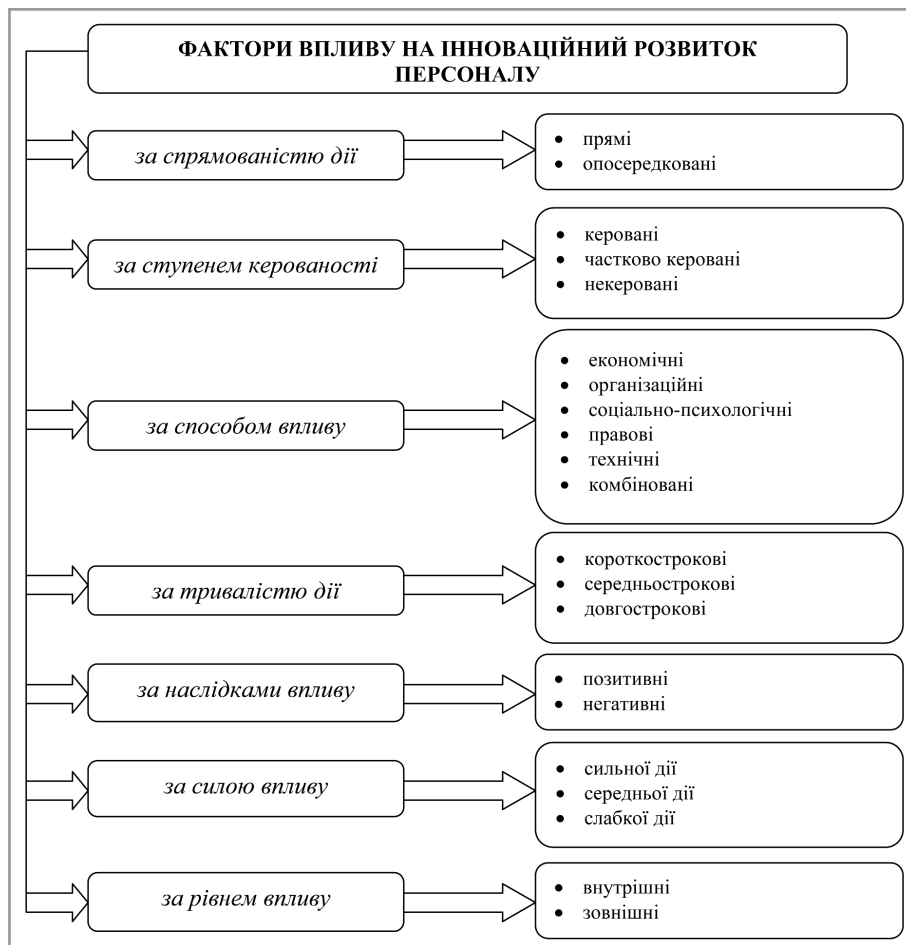 ФАКТОРИ ВПЛИВУ НА ІННОВАЦІЙНИЙ РОЗВИТОК
ПЕРСОНАЛУ
за спрямованістю дії
• прямі
• опосередковані
за ступенем керованості
• керовані
• частково керовані
• некеровані
за способом впливу
• економічні
• організаційні
• соціально-психологічні
• правові
• технічні
• комбіновані
за тривалістю дії
• короткострокові
• середньострокові
• довгострокові
за наслідками впливу
• позитивні
• негативні
за силою впливу
• сильної дії
• середньої дії
• слабкої дії
за рівнем впливу
• внутрішні
• зовнішні